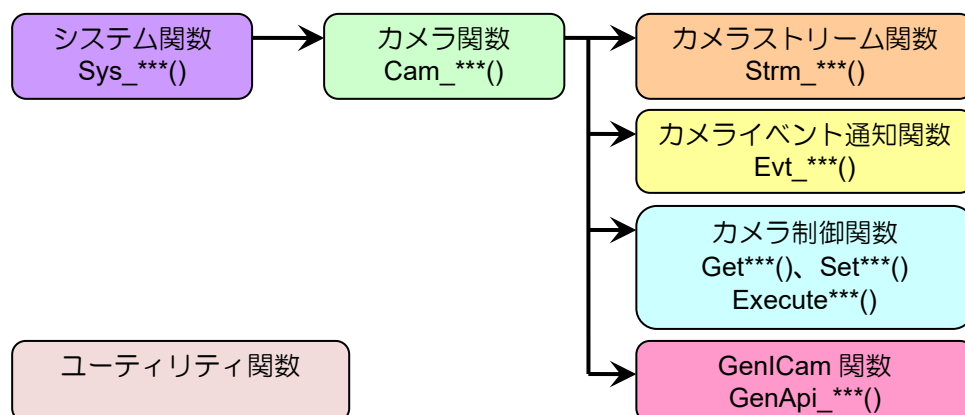 システム関数
Sys_***()
カメラ関数
Cam_***()
カメラストリーム関数
Strm_***()
カメライベント通知関数
Evt_***()
カメラ制御関数
Get***()、Set***()
Execute***()
ユーティリティ関数
GenICam 関数
GenApi_***()